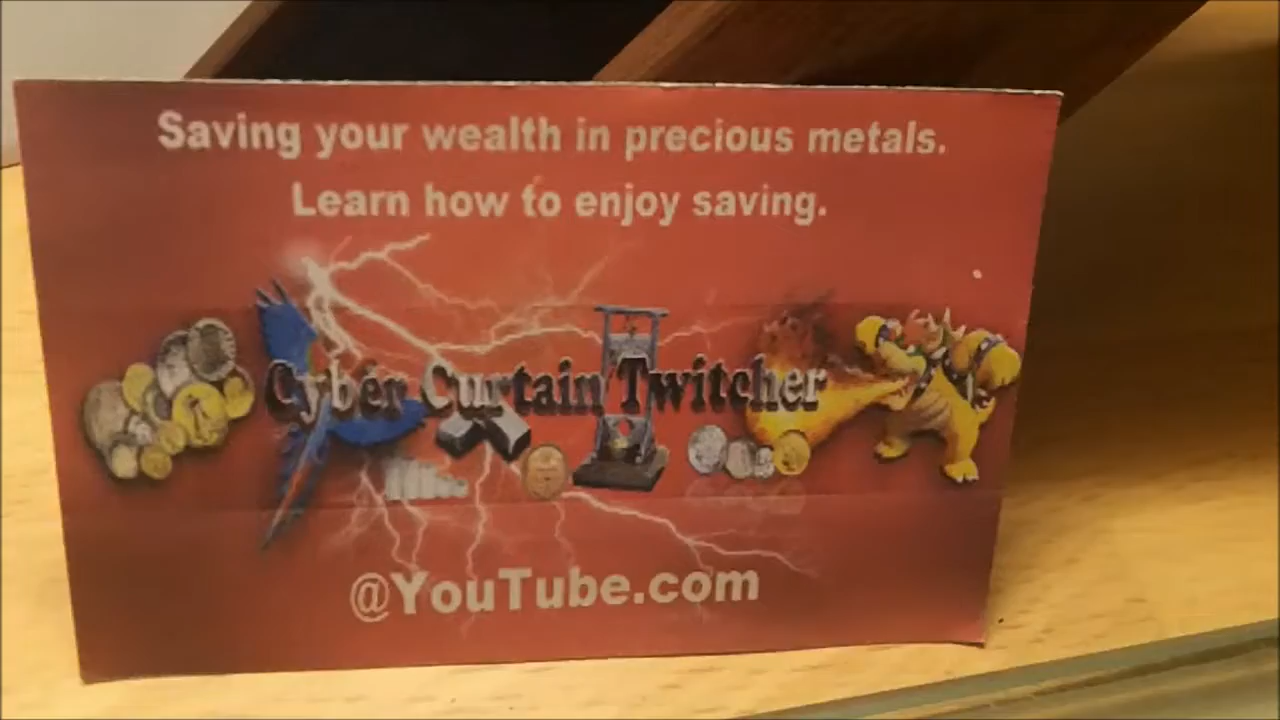 Saving your wealth in precious metals.
Learn how to enjoy saving.
Cyber Curtain Twitcher
@YouTube.com